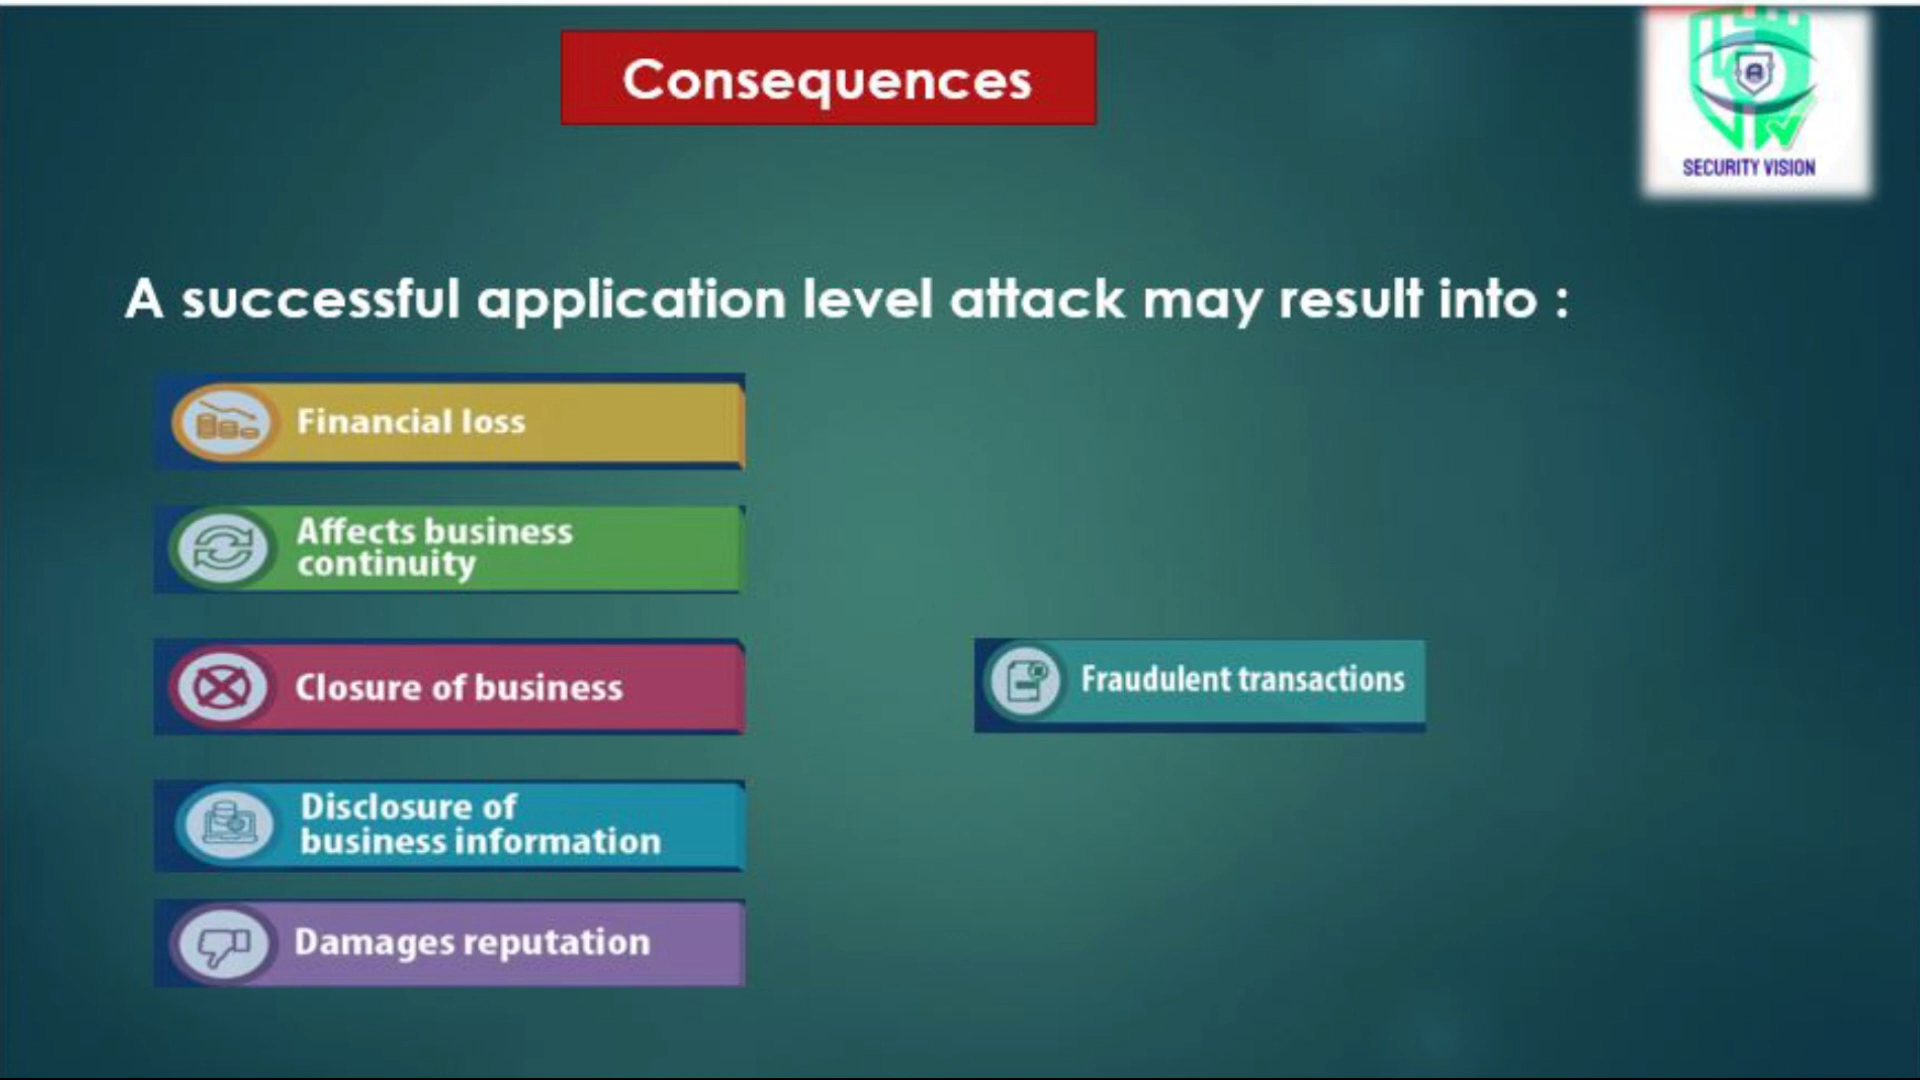 Consequences
SECURITY VISION
A successful application level attack may result into :
Financial loss
Affects business
continuity
Closure of business
Fraudulent transactions
Disclosure of
business information
Damages reputation